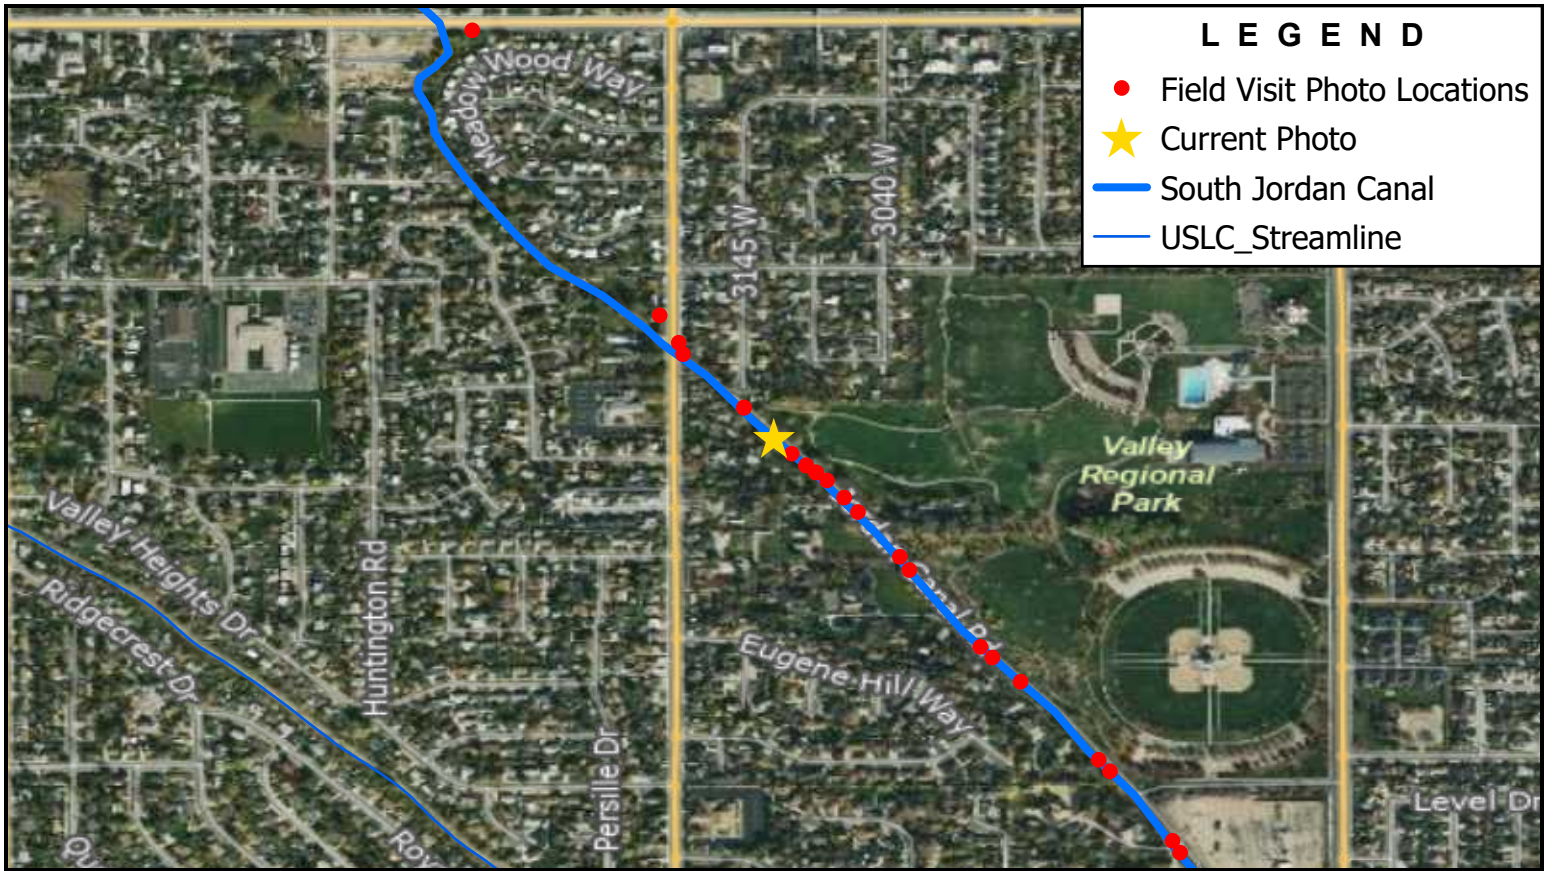 L E G E N D
Field Visit Photo Locations
Current Photo
South Jordan Canal
USLC_Streamline
Meadow Wood Way
3145 W
3040 W
Valley
Regional
Park
Valley Heights Dr
Ridgecrest Dr
Huntington Rd
Eugene Hill Way
Persille Dr
Level Dr